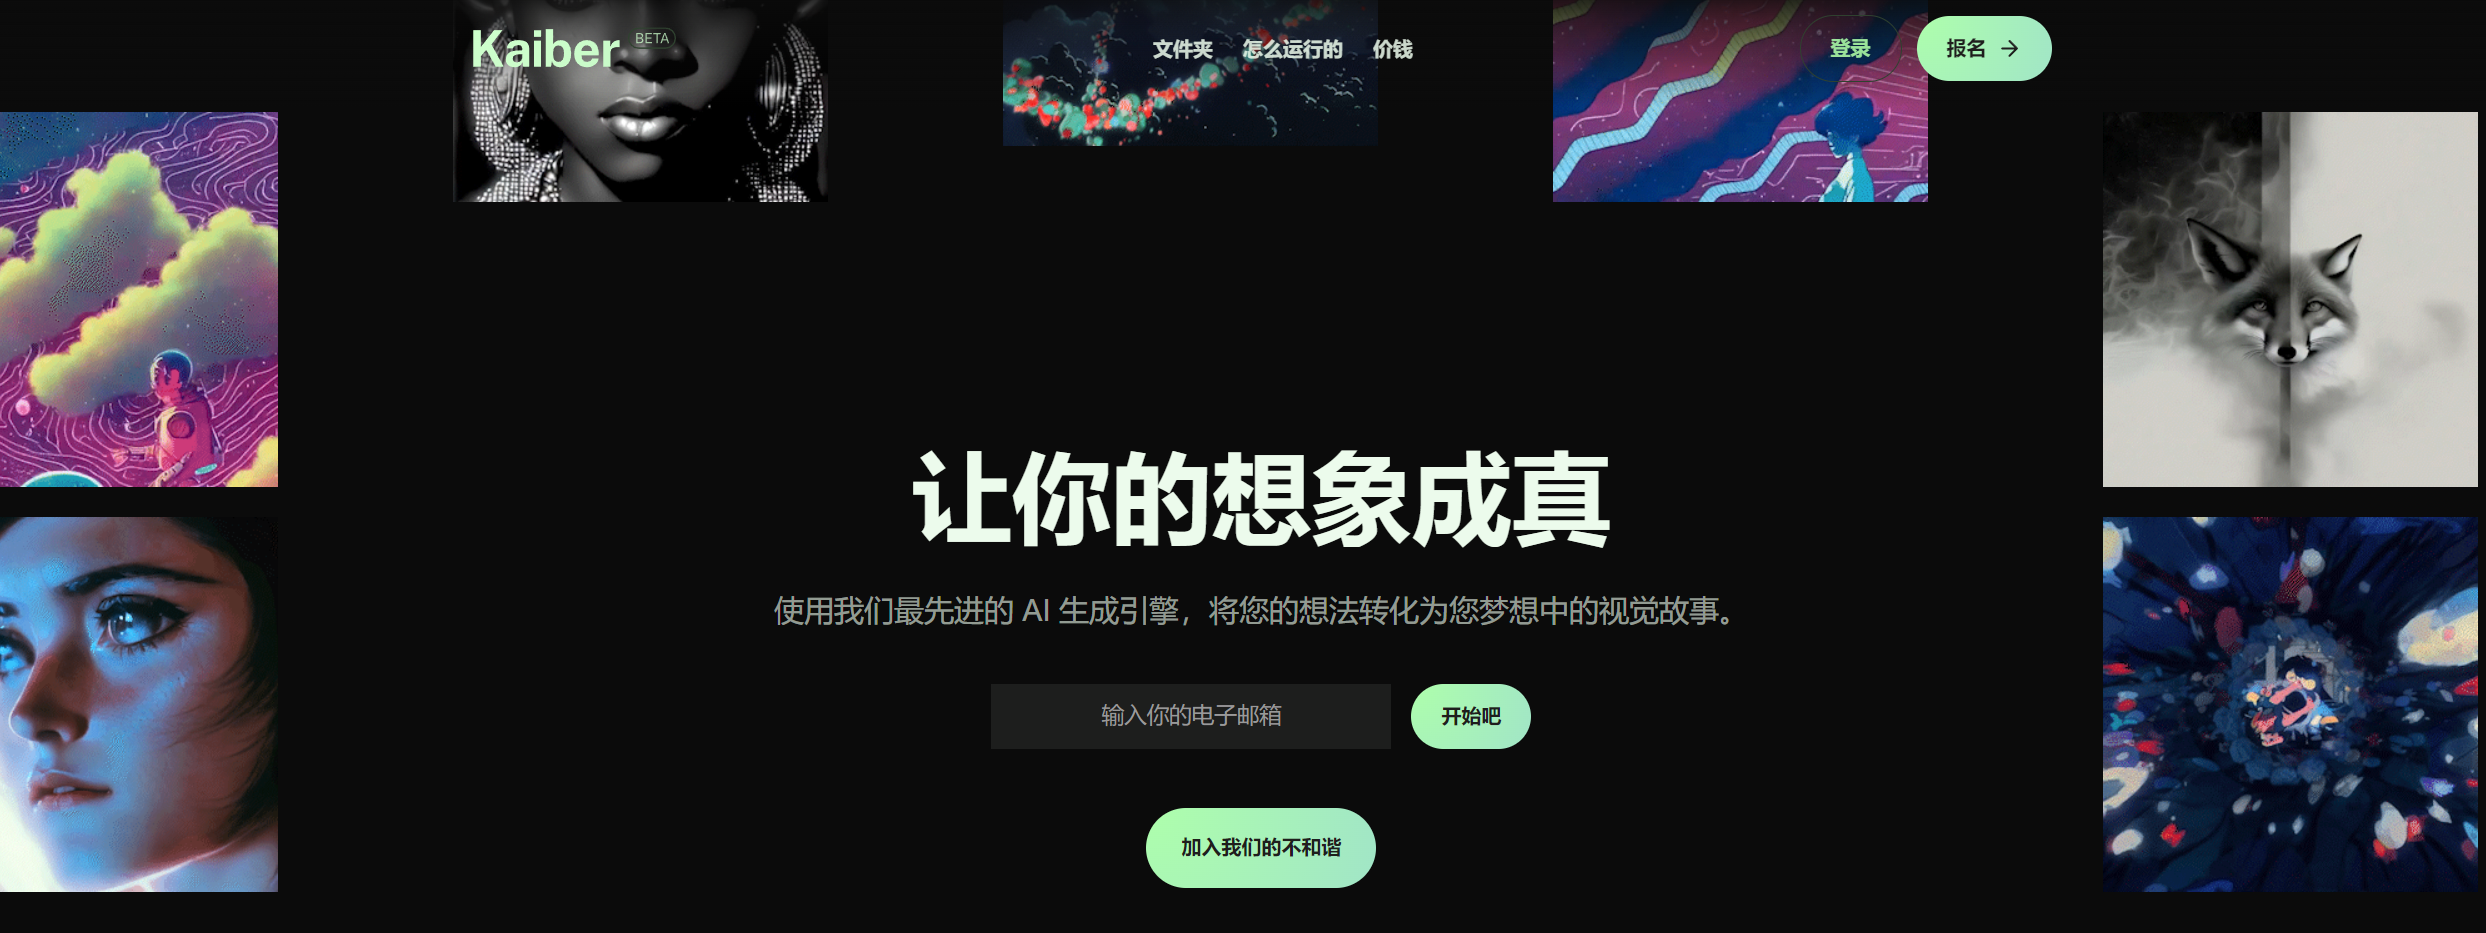 Kaiber BETA
文件夹 怎么运行的 价钱
登录 报名 →
让你的想象成真
使用我们最先进的 AI 生成引擎，将您的想法转化为您梦想中的视觉故事。
输入你的电子邮箱 开始吧
加入我们的不和谐